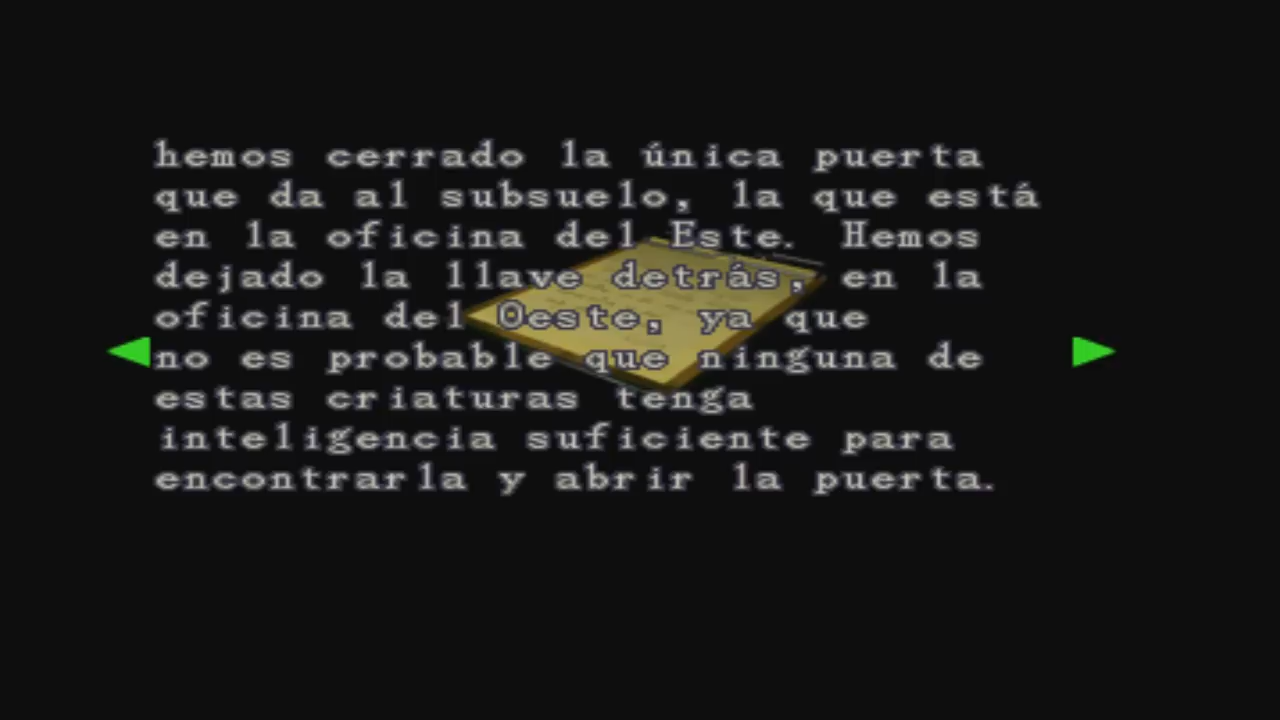 hemos cerrado la única puerta
que da al subsuelo, la que está
en la oficina del Este. Hemos
dejado la llave detrás, en la
oficina del Oeste, ya que
no es probable que ninguna de
estas criaturas tenga
inteligencia suficiente para
encontrarla y abrir la puerta.